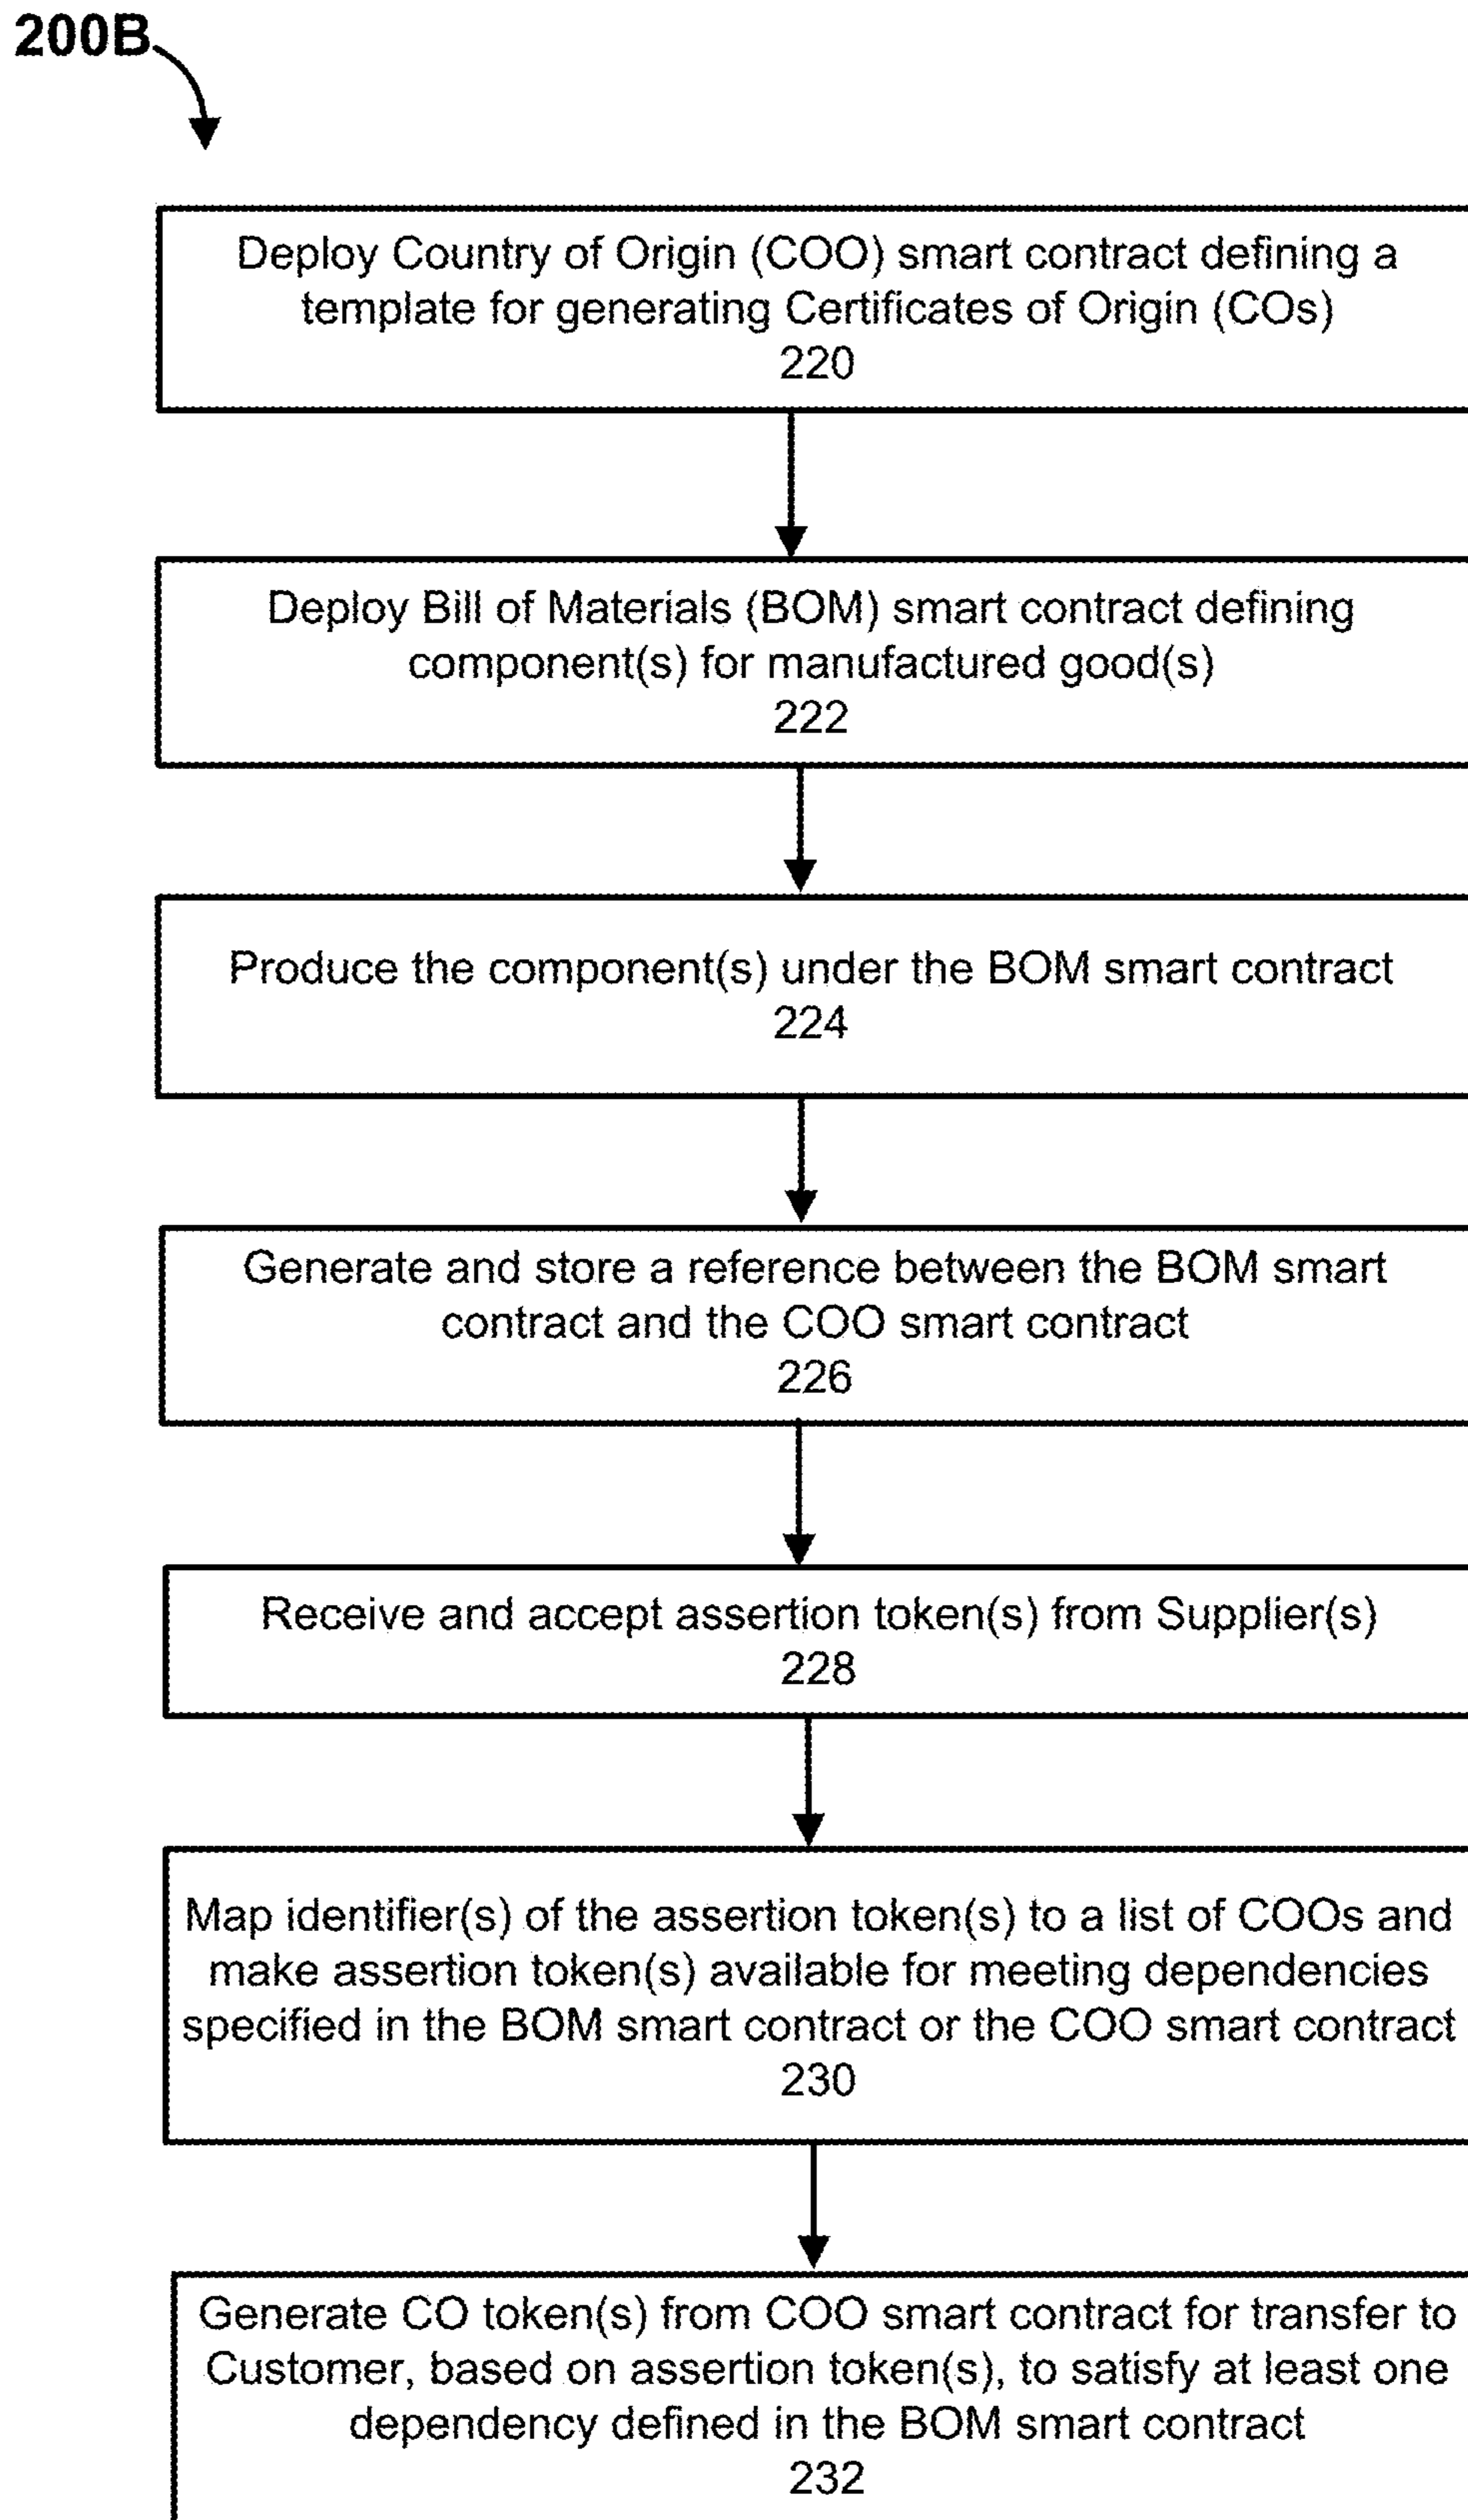 200B
Deploy Country of Origin (COO) smart contract defining a
template for generating Certificates of Origin (COs)
220
Deploy Bill of Materials (BOM) smart contract defining
component(s) for manufactured good(s)
222
Produce the component(s) under the BOM smart contract
224
Generate and store a reference between the BOM smart
contract and the COO smart contract
226
Receive and accept assertion token(s) from Supplier(s)
228
Map identifier(s) of the assertion token(s) to a list of COOs and
make assertion token(s) available for meeting dependencies
specified in the BOM smart contract or the COO smart contract
230
Generate CO token(s) from COO smart contract for transfer to
Customer, based on assertion token(s), to satisfy at least one
dependency defined in the BOM smart contract
232